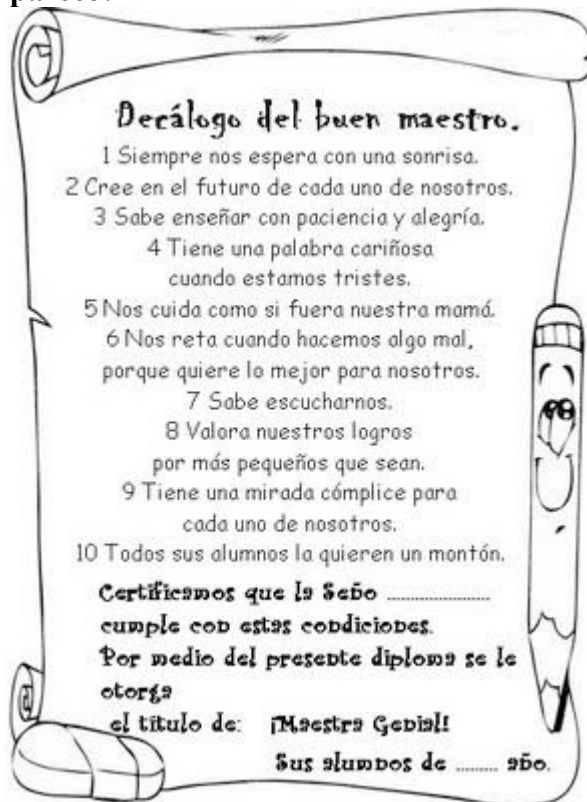 Decálogo del buen maestro.
1 Siempre nos espera con una sonrisa.
2 Cree en el futuro de cada uno de nosotros.
3 Sabe enseñar con paciencia y alegría.
4 Tiene una palabra cariñosa
cuando estamos tristes.
5 Nos cuida como si fuera nuestra mamá.
6 Nos reta cuando hacemos algo mal,
porque quiere lo mejor para nosotros.
7 Sabe escucharnos.
8 Valora nuestros logros
por más pequeños que sean.
9 Tiene una mirada cómplice para
cada uno de nosotros.
10 Todos sus alumnos la quieren un montón.
Certificamos que la Seño ......................
cumple con estas condiciones.
Por medio del presente diploma se le
otorga
el título de: ¡Maestra Genial!
Sus alumnos de ......... año.